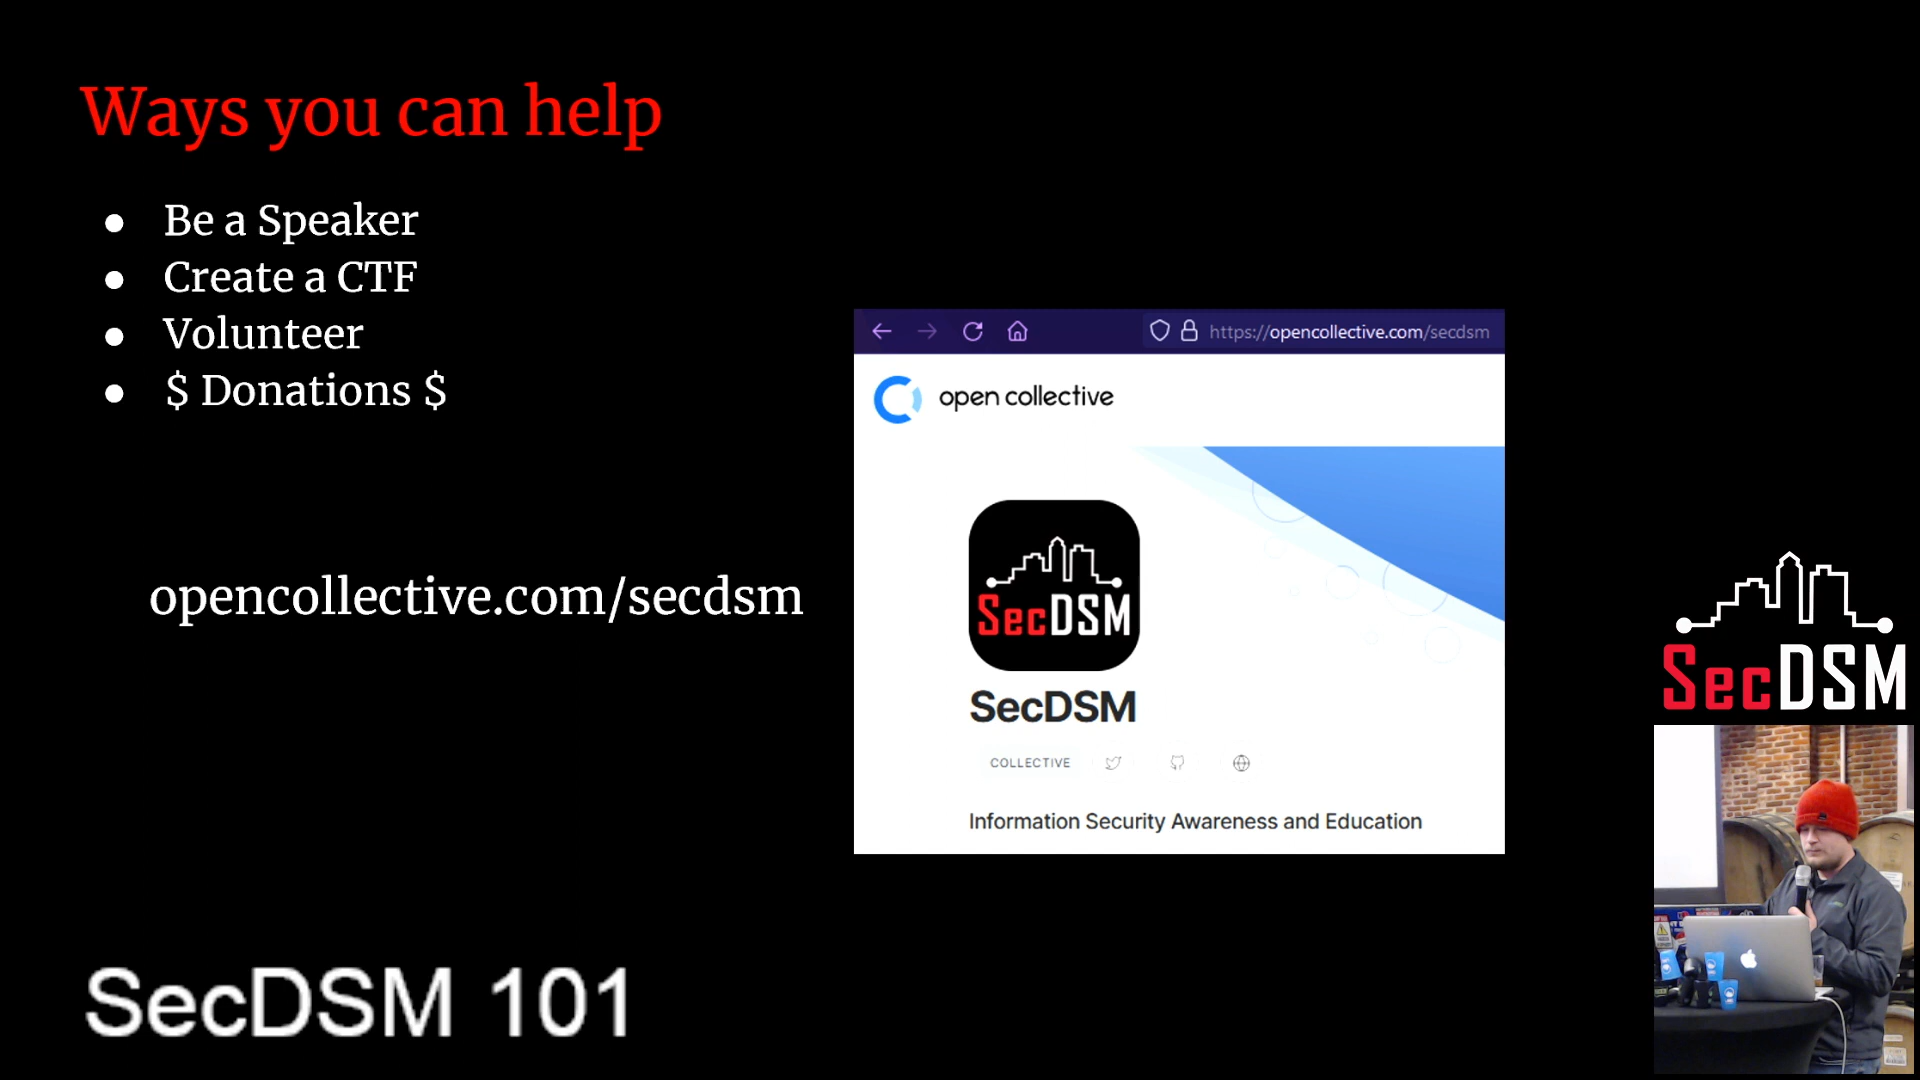 Ways you can help
● Be a Speaker
● Create a CTF
● Volunteer
● $ Donations $
opencollective.com/secdsm
https://opencollective.com/secdsm
open collective
SecDSM
SecDSM
COLLECTIVE
Information Security Awareness and Education
SecDSM
SecDSM 101